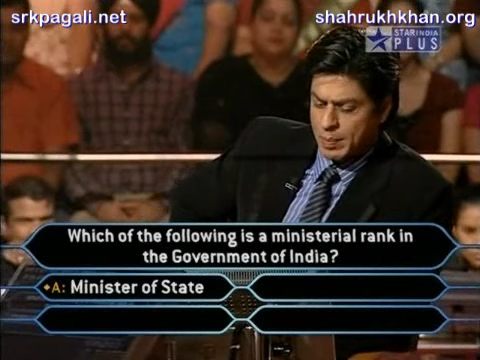 srkpagali.net
shahrukhkhan.org
STAR INDIA
PLUS
Which of the following is a ministerial rank in
the Government of India?
A: Minister of State